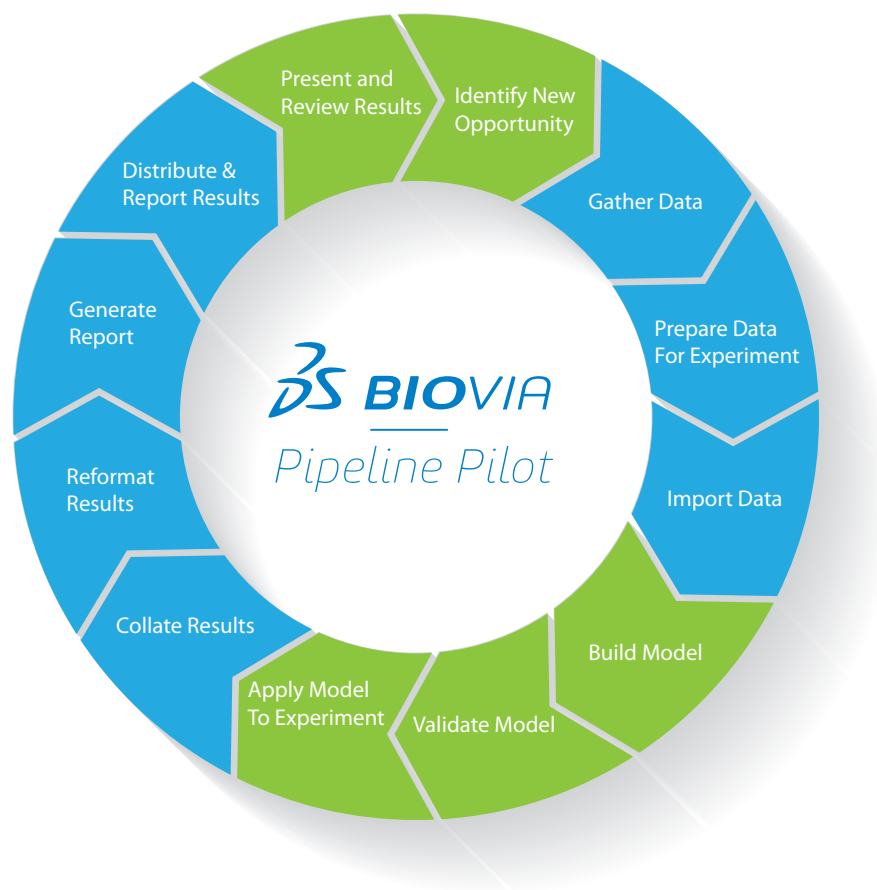 Present and
Review Results
Identify New
Opportunity
Gather Data
Prepare Data
For Experiment
Import Data
Build Model
Validate Model
Apply Model
To Experiment
Collate Results
Reformat
Results
Generate
Report
Distribute &
Report Results
3DS BIOVIA
Pipeline Pilot